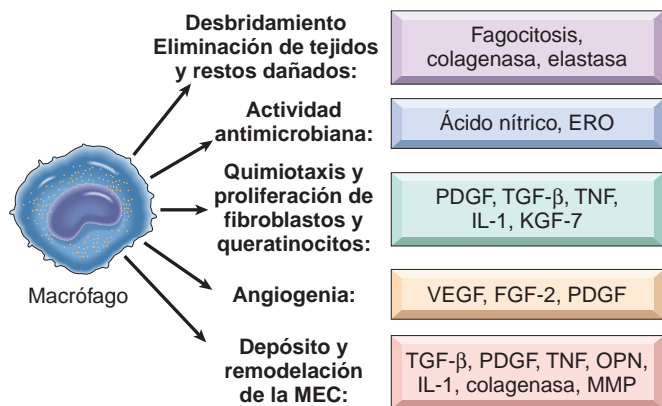 Desbridamiento
Eliminación de tejidos
y restos dañados:
Fagocitosis,
colagenasa, elastasa
Actividad
antimicrobiana:
Ácido nítrico, ERO
Quimiotaxis y
proliferación de
fibroblastos y
queratinocitos:
PDGF, TGF-β, TNF,
IL-1, KGF-7
Macrófago
Angiogenia:
VEGF, FGF-2, PDGF
Depósito y
remodelación
de la MEC:
TGF-β, PDGF, TNF, OPN,
IL-1, colagenasa, MMP